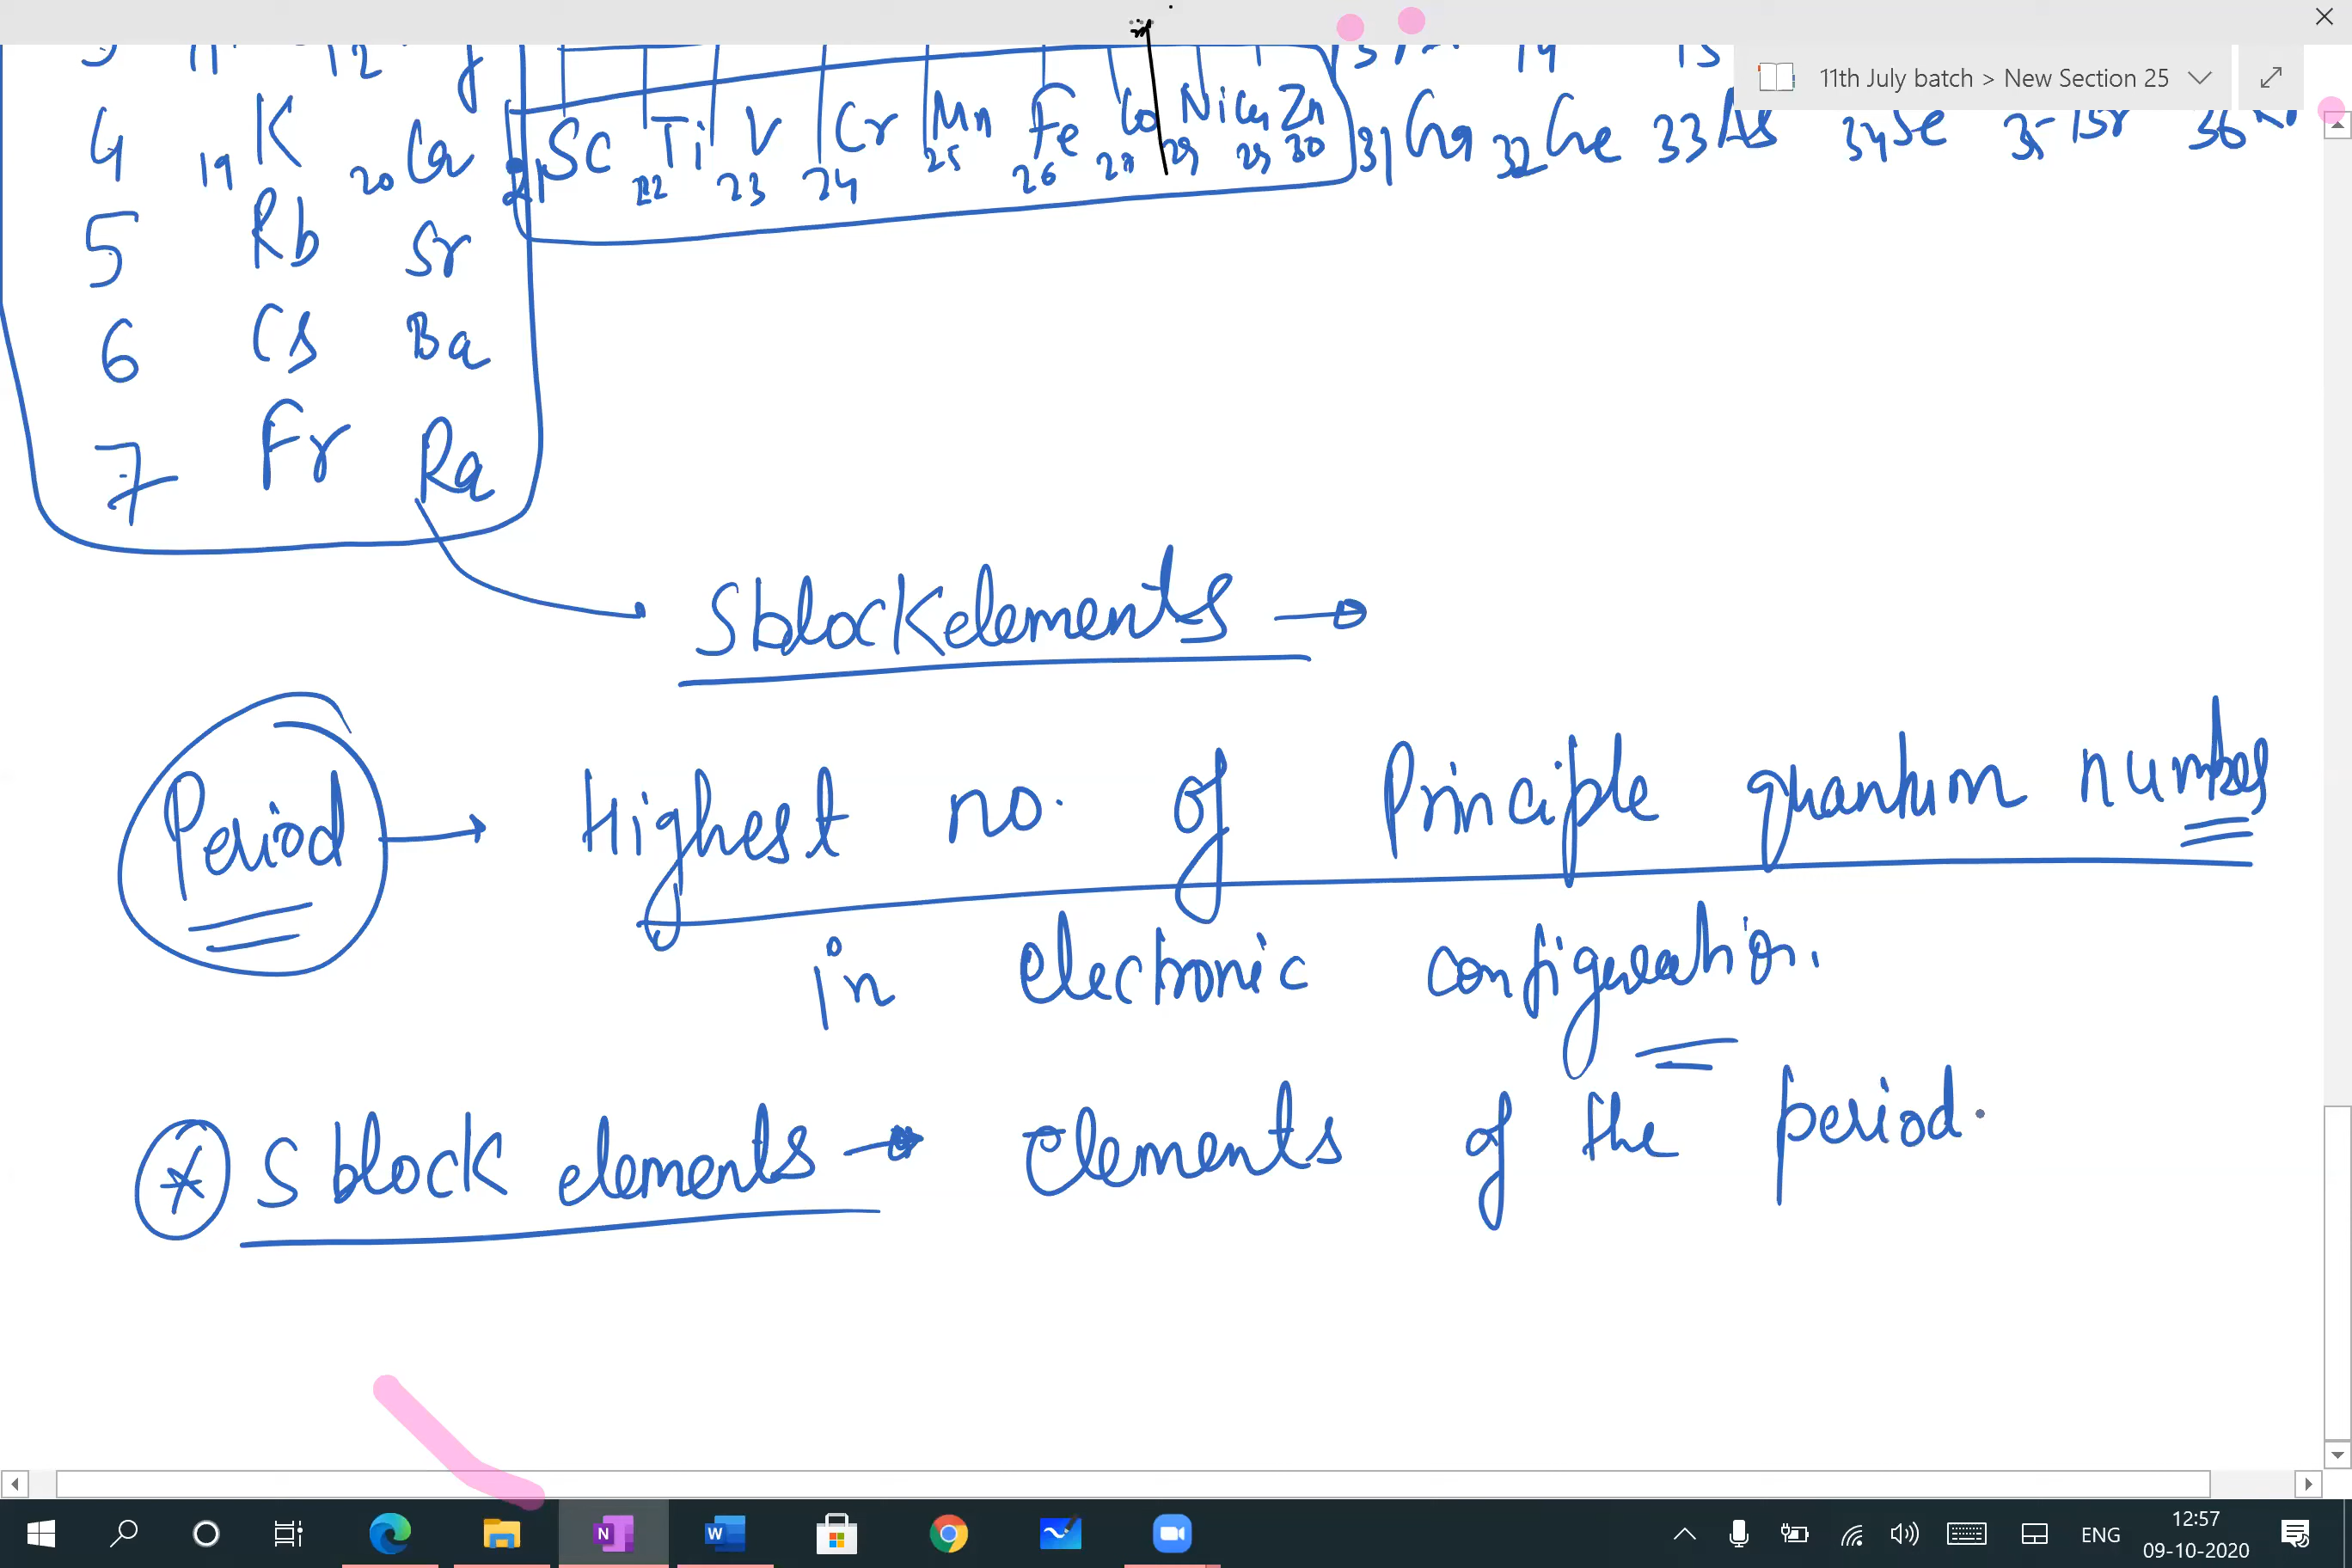 11th July batch > New Section 25
4 19 K 20 Ca 21 Sc 22 Ti 23 V 24 Cr 25 Mn 26 Fe Co Ni Cu 29 Zn 30 31 Ga 32 Ge 33 As 34 Se 35 Br 36 Kr
5 Rb Sr
6 Cs Ba
7 Fr Ra
S block elements →
Period → Highest no. of Principle quantum number
in electronic configuration.
* S block elements → elements of the period.
ENG
12:57
09-10-2020